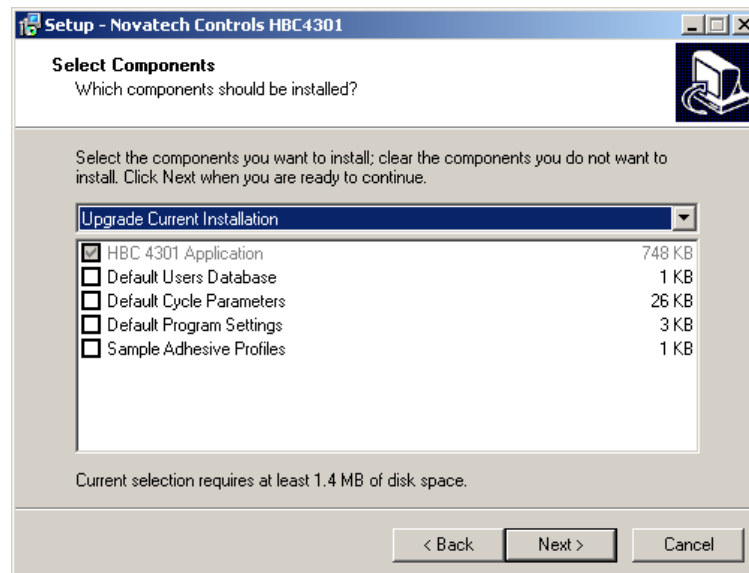 Setup - Novatech Controls HBC4301
Select Components
Which components should be installed?
Select the components you want to install; clear the components you do not want to
install. Click Next when you are ready to continue.
Upgrade Current Installation
HBC 4301 Application 748 KB
Default Users Database 1 KB
Default Cycle Parameters 26 KB
Default Program Settings 3 KB
Sample Adhesive Profiles 1 KB
Current selection requires at least 1.4 MB of disk space.
< Back Next > Cancel